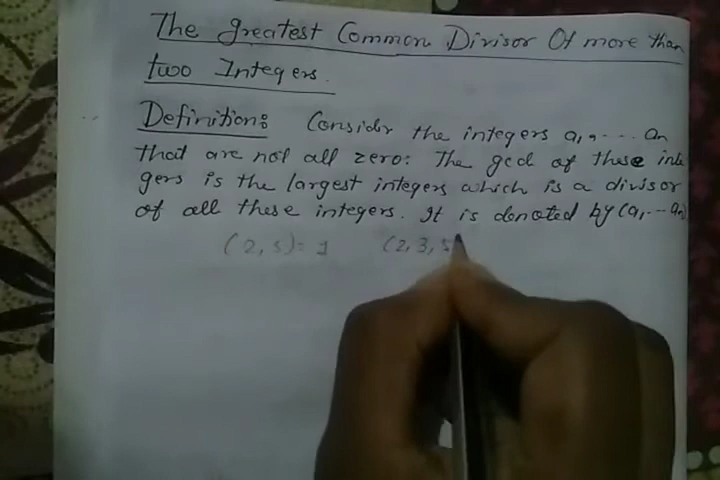 The Greatest Common Divisor Of more than
two Integers.
Definition: Consider the integers a1, ... an
that are not all zero. The gcd of these inte
gers is the largest integers which is a divisor
of all these integers. It is denoted by (a1, ... an)
(2, 5) = 1 (2, 3, 5